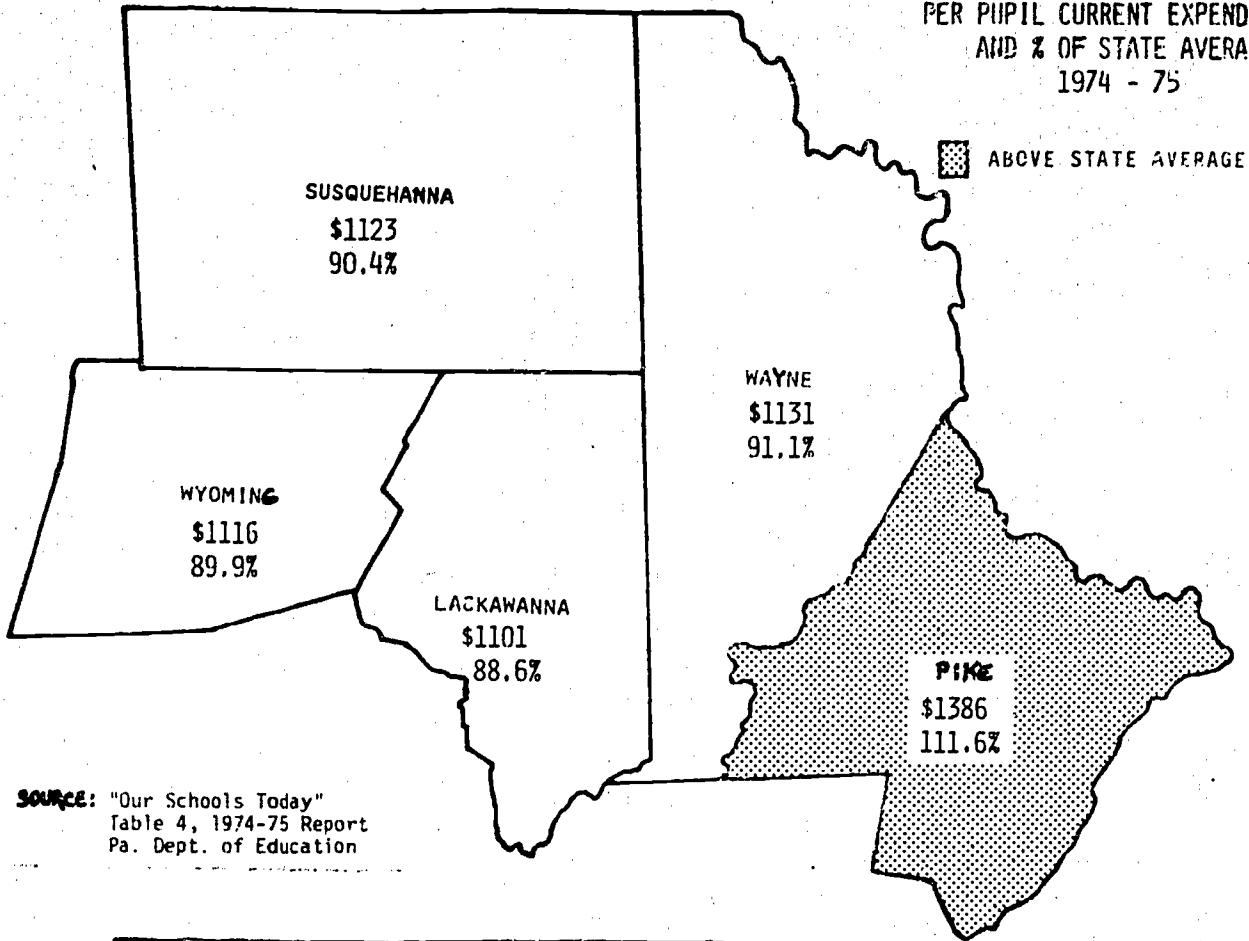 PER PUPIL CURRENT EXPEND
AND % OF STATE AVERA
1974 - 75
ABOVE STATE AVERAGE
SUSQUEHANNA
$1123
90.4%
WAYNE
$1131
91.1%
WYOMING
$1116
89.9%
LACKAWANNA
$1101
88.6%
PIKE
$1386
111.6%
SOURCE: "Our Schools Today"
Table 4, 1974-75 Report
Pa. Dept. of Education